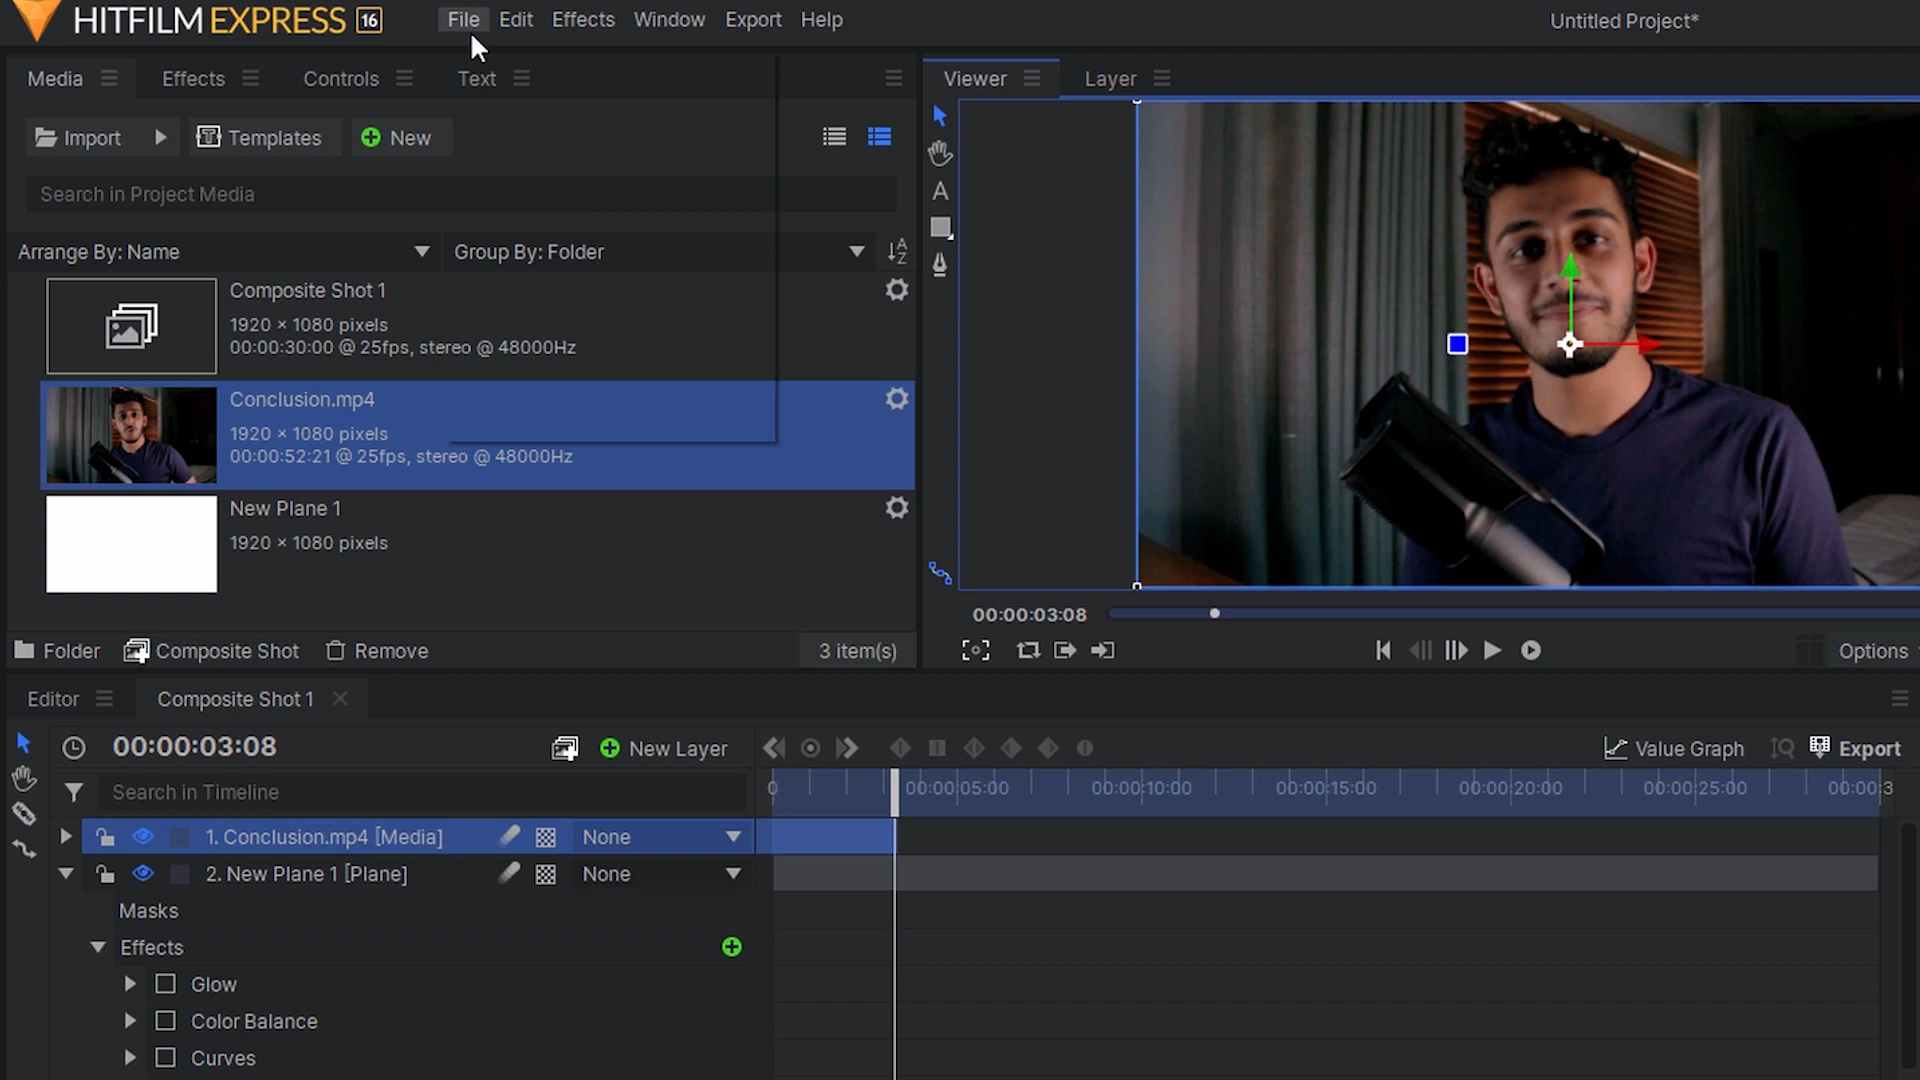 HITFILM EXPRESS 16
File Edit Effects Window Export Help
Untitled Project*
Media Effects Controls Text
Viewer Layer
Import Templates New
Search in Project Media
Arrange By: Name Group By: Folder
A
Z
A
Composite Shot 1
1920 × 1080 pixels
00:00:30:00 @ 25fps, stereo @ 48000Hz
Conclusion.mp4
1920 × 1080 pixels
00:00:52:21 @ 25fps, stereo @ 48000Hz
New Plane 1
1920 × 1080 pixels
Folder Composite Shot Remove 3 item(s)
00:00:03:08
Options
Editor Composite Shot 1
00:00:03:08 New Layer Value Graph Export
Search in Timeline
0 00:00:05:00 00:00:10:00 00:00:15:00 00:00:20:00 00:00:25:00 00:00:3
1. Conclusion.mp4 [Media] None
2. New Plane 1 [Plane] None
Masks
Effects
Glow
Color Balance
Curves